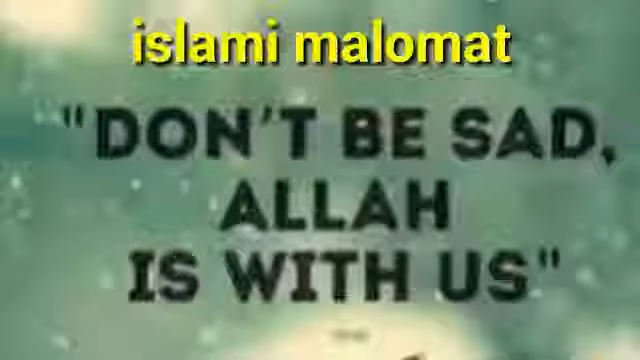 islami malomat
"DON'T BE SAD,
ALLAH
IS WITH US"